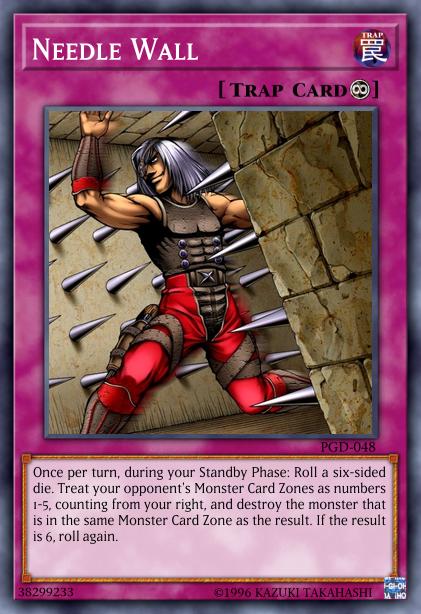 NEEDLE WALL
TRAP
罠
[TRAP CARD]
PGD-048
Once per turn, during your Standby Phase: Roll a six-sided
die. Treat your opponent's Monster Card Zones as numbers
1-5, counting from your right, and destroy the monster that
is in the same Monster Card Zone as the result. If the result
is 6, roll again.
38299233
©1996 KAZUKI TAKAHASHI